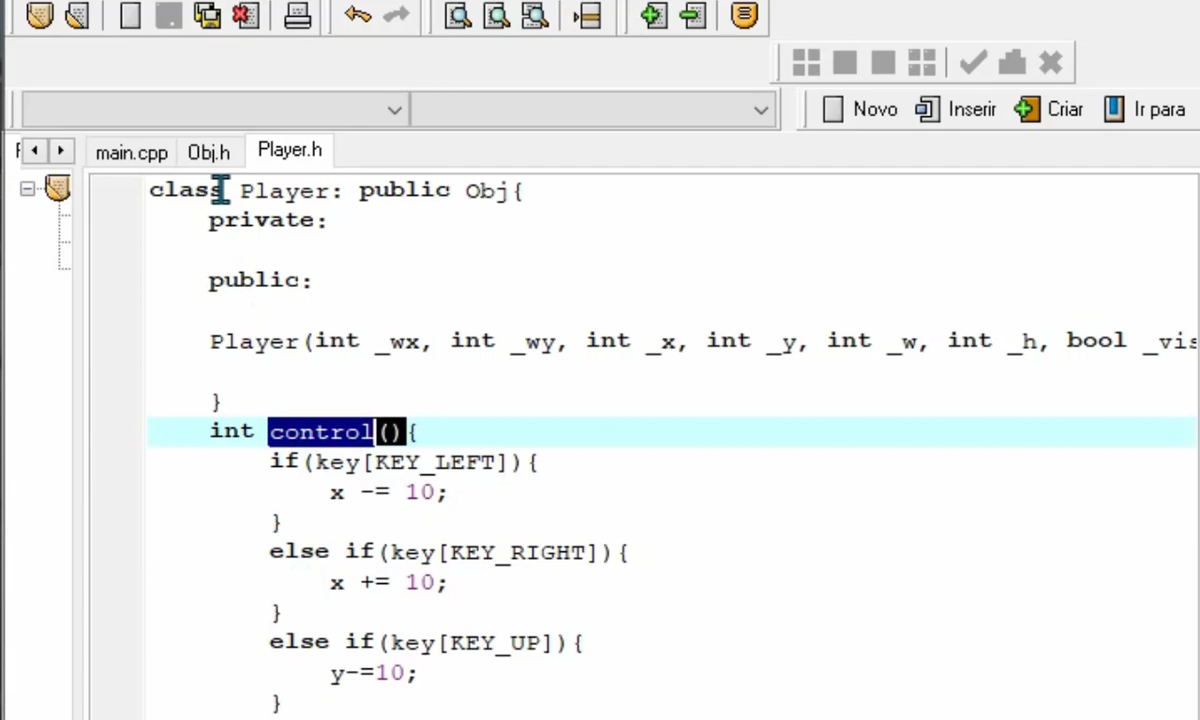 Novo Inserir Criar Ir para
main.cpp Obj.h Player.h
class Player: public Obj{
private:
public:
Player(int _wx, int _wy, int _x, int _y, int _w, int _h, bool _vis
}
int control(){
if(key[KEY_LEFT]){
x -= 10;
}
else if(key[KEY_RIGHT]){
x += 10;
}
else if(key[KEY_UP]){
y-=10;
}